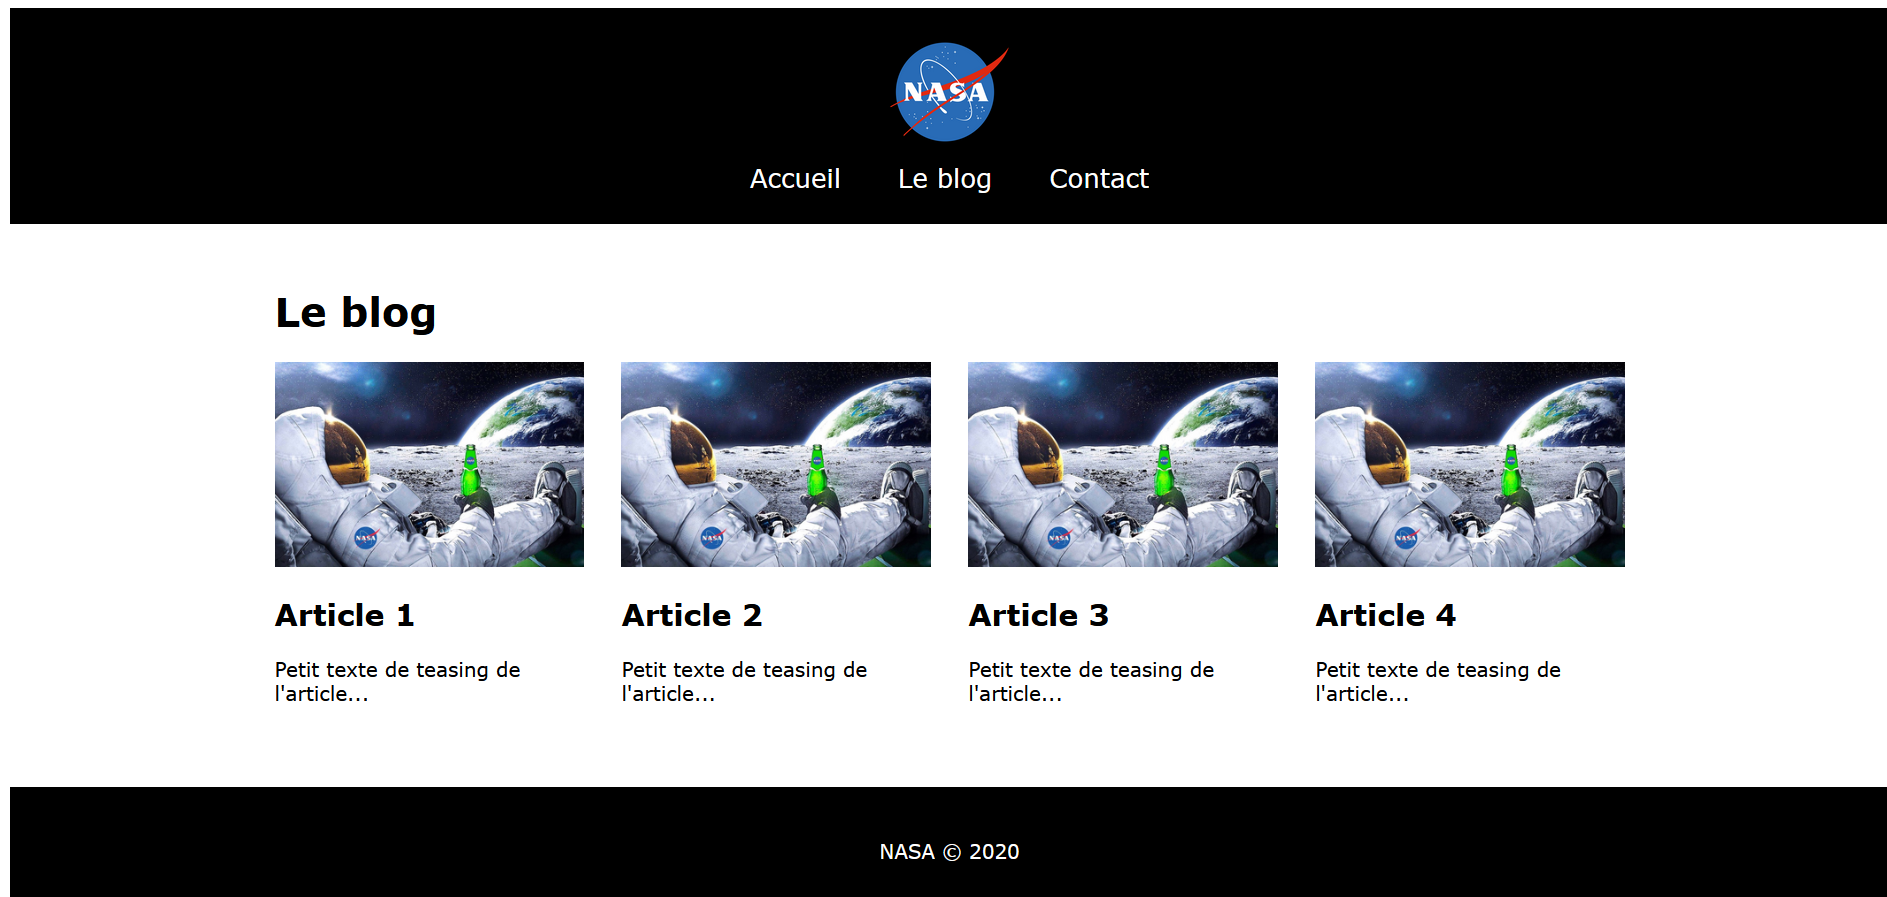 NASA
Accueil Le blog Contact
Le blog
NASA NASA NASA NASA
Article 1 Article 2 Article 3 Article 4
Petit texte de teasing de
l'article...
Petit texte de teasing de
l'article...
Petit texte de teasing de
l'article...
Petit texte de teasing de
l'article...
NASA © 2020